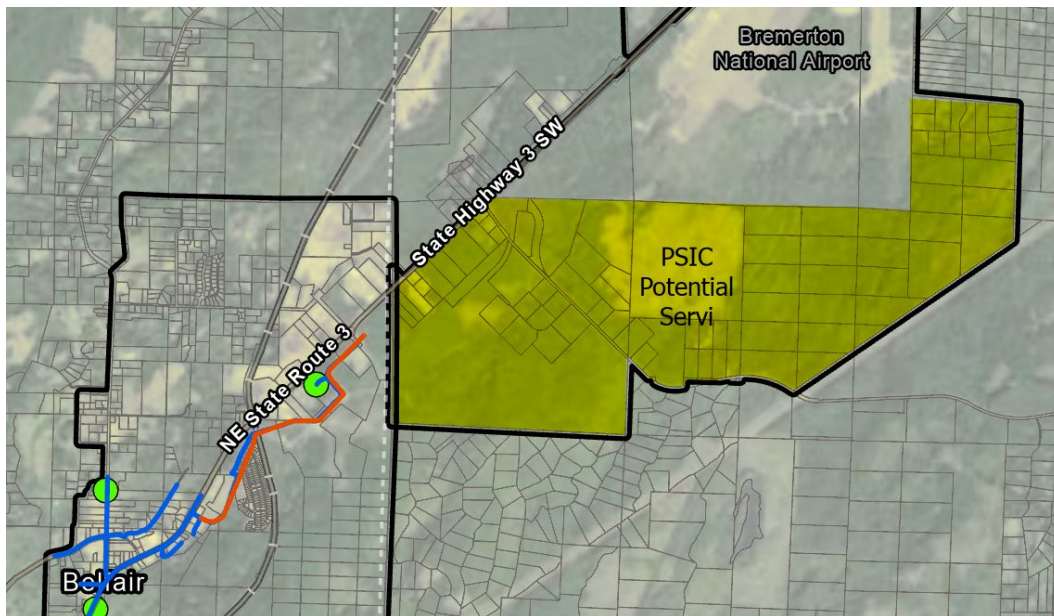 Bremerton
National Airport
State Highway 3 SW
PSIC
Potential
Servi
NE State Route 3
Belfair